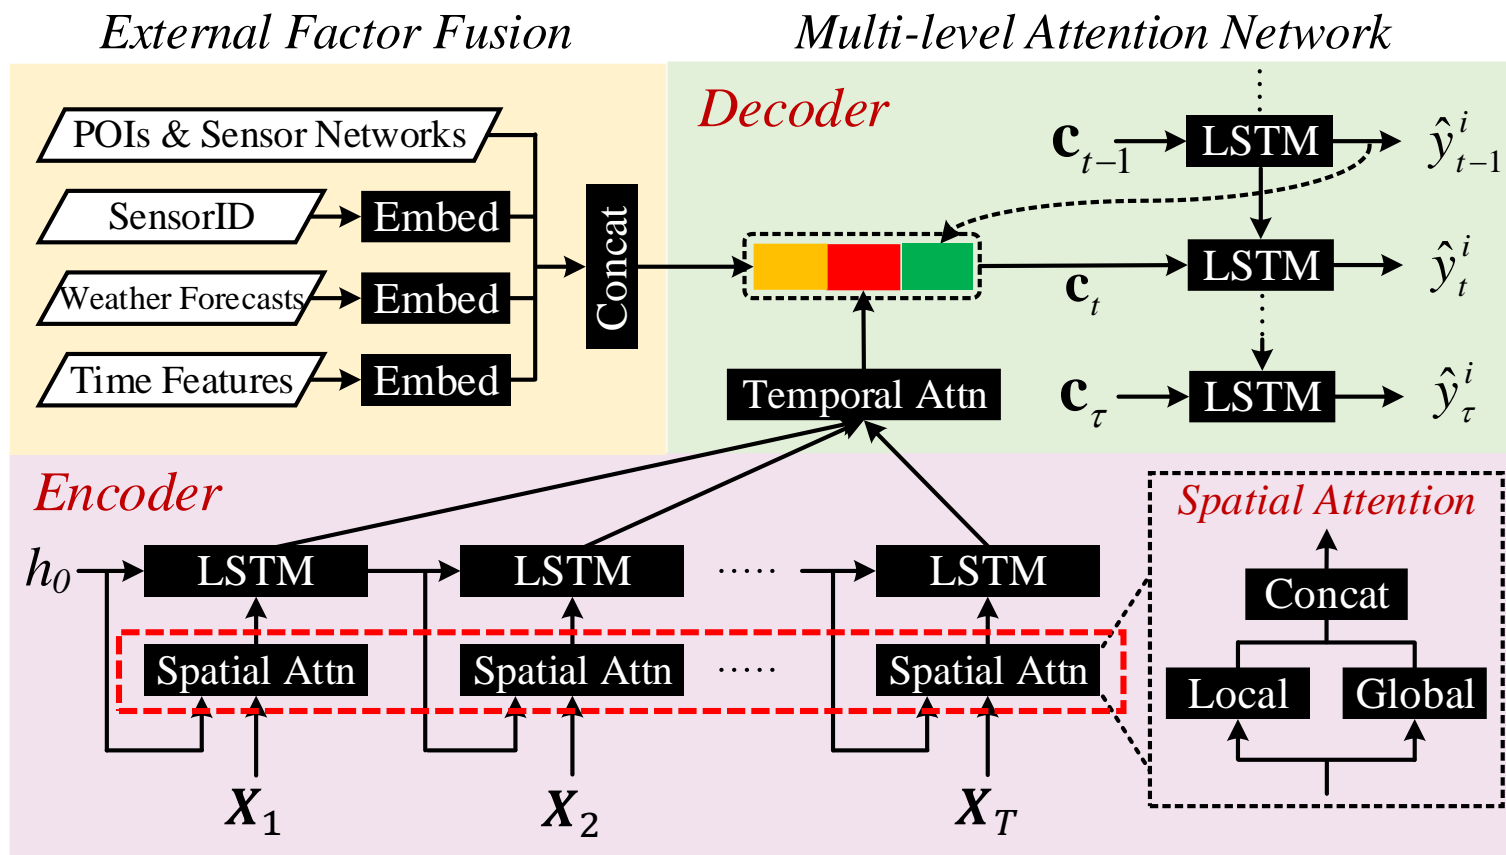 External Factor Fusion
Multi-level Attention Network
POIs & Sensor Networks
SensorID
Embed
Weather Forecasts
Embed
Time Features
Embed
Concat
Decoder
c_{t-1}
LSTM
ŷ^i_{t-1}
c_t
LSTM
ŷ^i_t
Temporal Attn
c_τ
LSTM
ŷ^i_τ
Encoder
h_0
LSTM
LSTM
.....
LSTM
Spatial Attn
Spatial Attn
.....
Spatial Attn
X_1
X_2
X_T
Spatial Attention
Concat
Local
Global